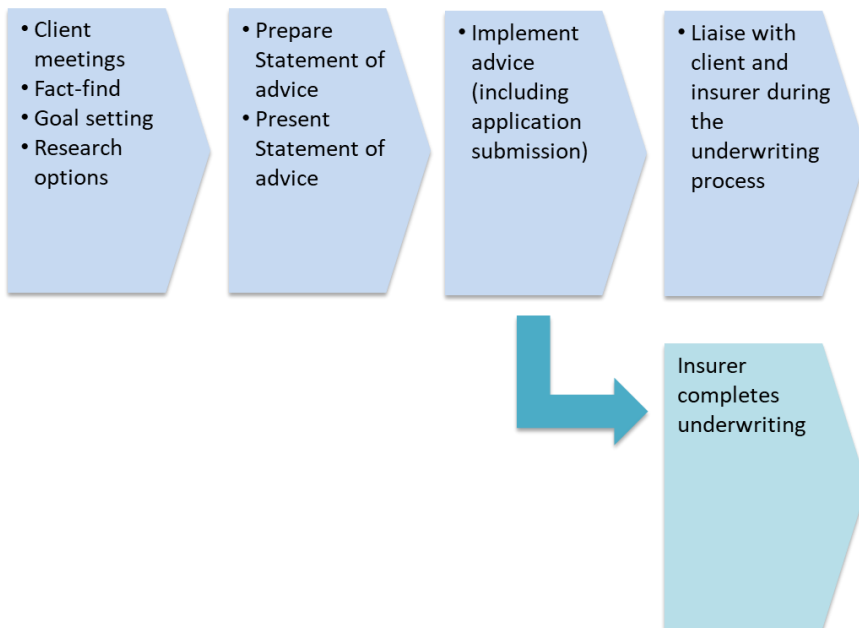 • Client
meetings
• Fact-find
• Goal setting
• Research
options
• Prepare
Statement of
advice
• Present
Statement of
advice
• Implement
advice
(including
application
submission)
• Liaise with
client and
insurer during
the
underwriting
process
Insurer
completes
underwriting